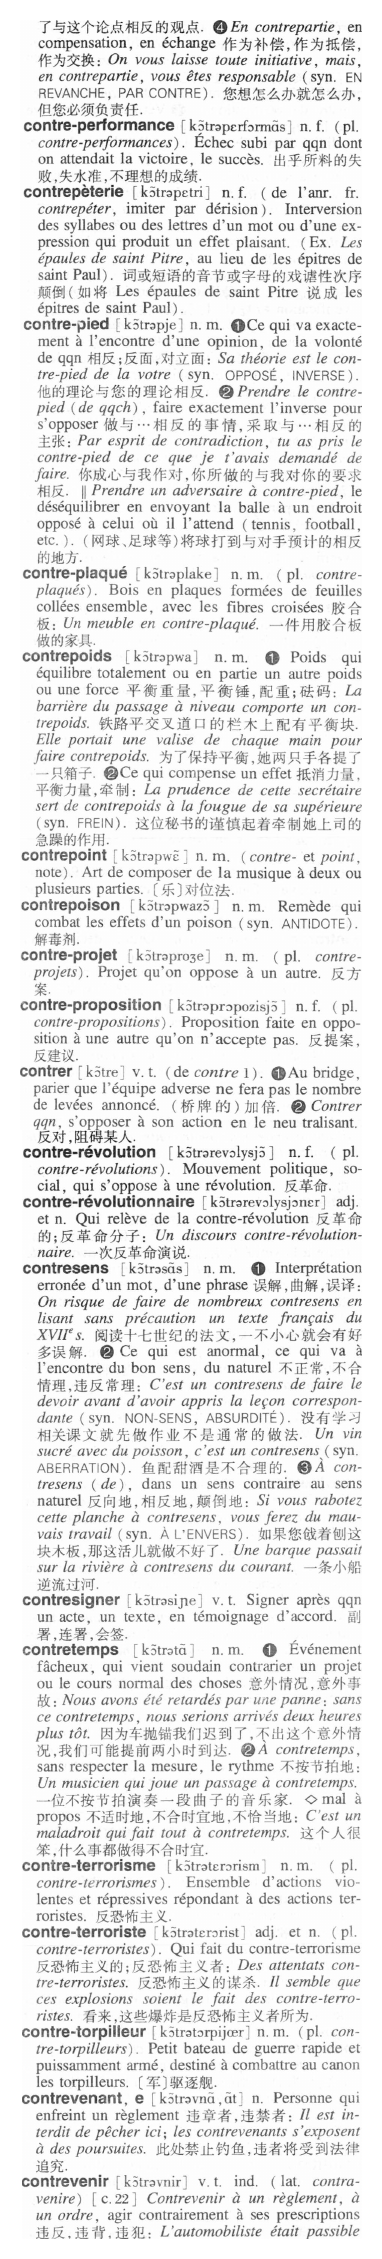 了与这个论点相反的观点. ❹ En contrepartie, en
compensation, en échange 作为补偿,作为抵偿,
作为交换: On vous laisse toute initiative, mais,
en contrepartie, vous êtes responsable (syn. EN
REVANCHE, PAR CONTRE). 您想怎么办就怎么办,
但您必须负责任.
contre-performance [kɔ̃trəpɛrfɔrmɑ̃s] n. f. (pl.
contre-performances). Échec subi par qqn dont
on attendait la victoire, le succès. 出乎所料的失
败,失水准,不理想的成绩.
contrepèterie [kɔ̃trəpɛtri] n. f. (de l'anr. fr.
contrepéter, imiter par dérision). Interversion
des syllabes ou des lettres d'un mot ou d'une ex-
pression qui produit un effet plaisant. (Ex. Les
épaules de saint Pitre, au lieu de les épitres de
saint Paul). 词或短语的音节或字母的戏谑性次序
颠倒(如将 Les épaules de saint Pitre 说成 les
épitres de saint Paul).
contre-pied [kɔ̃trəpje] n. m. ❶Ce qui va exacte-
ment à l'encontre d'une opinion, de la volonté
de qqn 相反;反面,对立面: Sa théorie est le con-
tre-pied de la votre (syn. OPPOSÉ, INVERSE).
他的理论与您的理论相反. ❷ Prendre le contre-
pied (de qqch), faire exactement l'inverse pour
s'opposer 做与…相反的事情,采取与…相反的
主张: Par esprit de contradiction, tu as pris le
contre-pied de ce que je t'avais demandé de
faire. 你成心与我作对,你所做的与我对你的要求
相反. ‖ Prendre un adversaire à contre-pied, le
déséquilibrer en envoyant la balle à un endroit
opposé à celui où il l'attend (tennis, football,
etc.). (网球、足球等)将球打到与对手预计的相反
的地方.
contre-plaqué [kɔ̃trəplake] n. m. (pl. contre-
plaqués). Bois en plaques formées de feuilles
collées ensemble, avec les fibres croisées 胶合
板: Un meuble en contre-plaqué. 一件用胶合板
做的家具.
contrepoids [kɔ̃trəpwa] n. m. ❶ Poids qui
équilibre totalement ou en partie un autre poids
ou une force 平衡重量,平衡锤,配重;砝码: La
barrière du passage à niveau comporte un con-
trepoids. 铁路平交叉道口的栏木上配有平衡块.
Elle portait une valise de chaque main pour
faire contrepoids. 为了保持平衡,她两只手各提了
一只箱子. ❷Ce qui compense un effet 抵消力量,
平衡力量,牵制: La prudence de cette secrétaire
sert de contrepoids à la fougue de sa supérieure
(syn. FREIN). 这位秘书的谨慎起着牵制她上司的
急躁的作用.
contrepoint [kɔ̃trəpwɛ̃] n. m. (contre- et point,
note). Art de composer de la musique à deux ou
plusieurs parties. 〔乐〕对位法.
contrepoison [kɔ̃trəpwazɔ̃] n. m. Remède qui
combat les effets d'un poison (syn. ANTIDOTE).
解毒剂.
contre-projet [kɔ̃trəprɔʒɛ] n. m. (pl. contre-
projets). Projet qu'on oppose à un autre. 反方
案.
contre-proposition [kɔ̃trəprɔpozisjɔ̃] n. f. (pl.
contre-propositions). Proposition faite en oppo-
sition à une autre qu'on n'accepte pas. 反提案,
反建议.
contrer [kɔ̃tre] v. t. (de contre 1). ❶Au bridge,
parier que l'équipe adverse ne fera pas le nombre
de levées annoncé. (桥牌的)加倍. ❷ Contrer
qqn, s'opposer à son action en le neu tralisant.
反对,阻碍某人.
contre-révolution [kɔ̃trərevɔlysjɔ̃] n. f. (pl.
contre-révolutions). Mouvement politique, so-
cial, qui s'oppose à une révolution. 反革命.
contre-révolutionnaire [kɔ̃trərevɔlysjɔnɛr] adj.
et n. Qui relève de la contre-révolution 反革命
的;反革命分子: Un discours contre-révolution-
naire. 一次反革命演说.
contresens [kɔ̃trəsɑ̃s] n. m. ❶ Interprétation
erronée d'un mot, d'une phrase 误解,曲解,误译:
On risque de faire de nombreux contresens en
lisant sans précaution un texte français du
XVIIᵉ s. 阅读十七世纪的法文,一不小心就会有好
多误解. ❷ Ce qui est anormal, ce qui va à
l'encontre du bon sens, du naturel 不正常,不合
情理,违反常理: C'est un contresens de faire le
devoir avant d'avoir appris la leçon correspon-
dante (syn. NON-SENS, ABSURDITÉ). 没有学习
相关课文就先做作业不是通常的做法. Un vin
sucré avec du poisson, c'est un contresens (syn.
ABERRATION). 鱼配甜酒是不合理的. ❸À con-
tresens (de), dans un sens contraire au sens
naturel 反向地,相反地,颠倒地: Si vous rabotez
cette planche à contresens, vous ferez du mau-
vais travail (syn. À L'ENVERS). 如果您戗着刨这
块木板,那这活儿就做不好了. Une barque passait
sur la rivière à contresens du courant. 一条小船
逆流过河.
contresigner [kɔ̃trəsiɲe] v. t. Signer après qqn
un acte, un texte, en témoignage d'accord. 副
署,连署,会签.
contretemps [kɔ̃trətɑ̃] n. m. ❶ Événement
fâcheux, qui vient soudain contrarier un projet
ou le cours normal des choses 意外情况,意外事
故: Nous avons été retardés par une panne: sans
ce contretemps, nous serions arrivés deux heures
plus tôt. 因为车抛锚我们迟到了,不出这个意外情
况,我们可能提前两小时到达. ❷À contretemps,
sans respecter la mesure, le rythme 不按节拍地:
Un musicien qui joue un passage à contretemps.
一位不按节拍演奏一段曲子的音乐家. ◇ mal à
propos 不适时地,不合时宜地,不恰当地: C'est un
maladroit qui fait tout à contretemps. 这个人很
笨,什么事都做得不合时宜.
contre-terrorisme [kɔ̃trətɛrɔrism] n. m. (pl.
contre-terrorismes). Ensemble d'actions vio-
lentes et répressives répondant à des actions ter-
roristes. 反恐怖主义.
contre-terroriste [kɔ̃trətɛrɔrist] adj. et n. (pl.
contre-terroristes). Qui fait du contre-terrorisme
反恐怖主义的;反恐怖主义者: Des attentats con-
tre-terroristes. 反恐怖主义的谋杀. Il semble que
ces explosions soient le fait des contre-terro-
ristes. 看来,这些爆炸是反恐怖主义者所为.
contre-torpilleur [kɔ̃trətɔrpijœr] n. m. (pl. con-
tre-torpilleurs). Petit bateau de guerre rapide et
puissamment armé, destiné à combattre au canon
les torpilleurs. 〔军〕驱逐舰.
contrevenant, e [kɔ̃trəvnɑ̃, ɑ̃t] n. Personne qui
enfreint un règlement 违章者,违禁者: Il est in-
terdit de pêcher ici; les contrevenants s'exposent
à des poursuites. 此处禁止钓鱼,违者将受到法律
追究.
contrevenir [kɔ̃trəvnir] v. t. ind. (lat. contra-
venire) [c. 22] Contrevenir à un règlement, à
un ordre, agir contrairement à ses prescriptions
违反,违背,违犯: L'automobiliste était passible